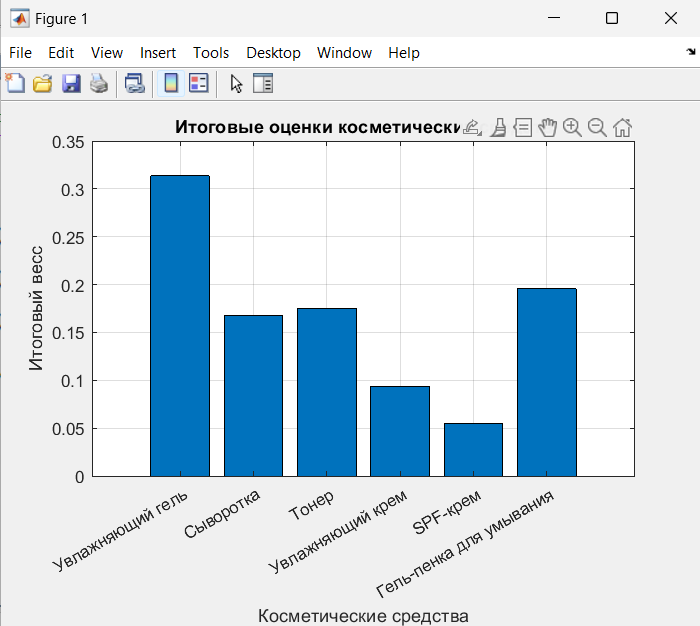 Figure 1
File Edit View Insert Tools Desktop Window Help
Итоговые оценки косметически
0.35
0.3
0.25
0.2
0.15
0.1
0.05
0
Итоговый весс
Увлажняющий гель
Сыворотка
Тонер
Увлажняющий крем
SPF-крем
Гель-пенка для умывания
Косметические средства